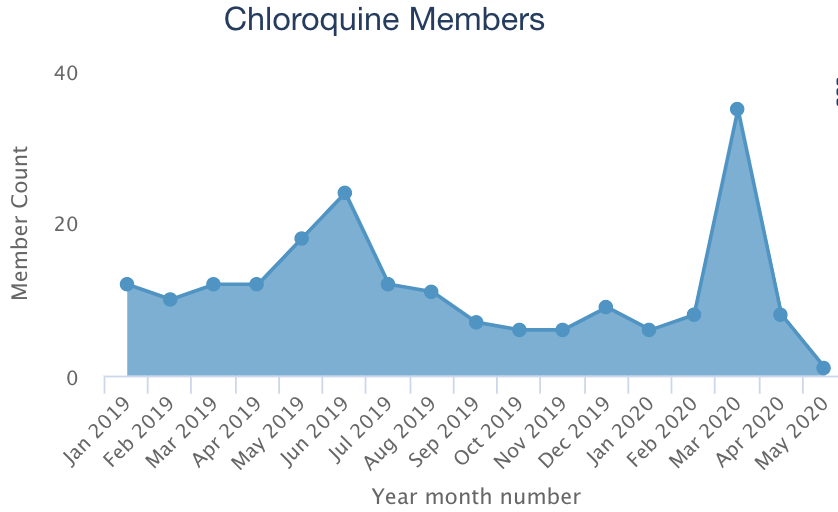 Chloroquine Members
40
20
0
Member Count
Jan 2019
Feb 2019
Mar 2019
Apr 2019
May 2019
Jun 2019
Jul 2019
Aug 2019
Sep 2019
Oct 2019
Nov 2019
Dec 2019
Jan 2020
Feb 2020
Mar 2020
Apr 2020
May 2020
Year month number